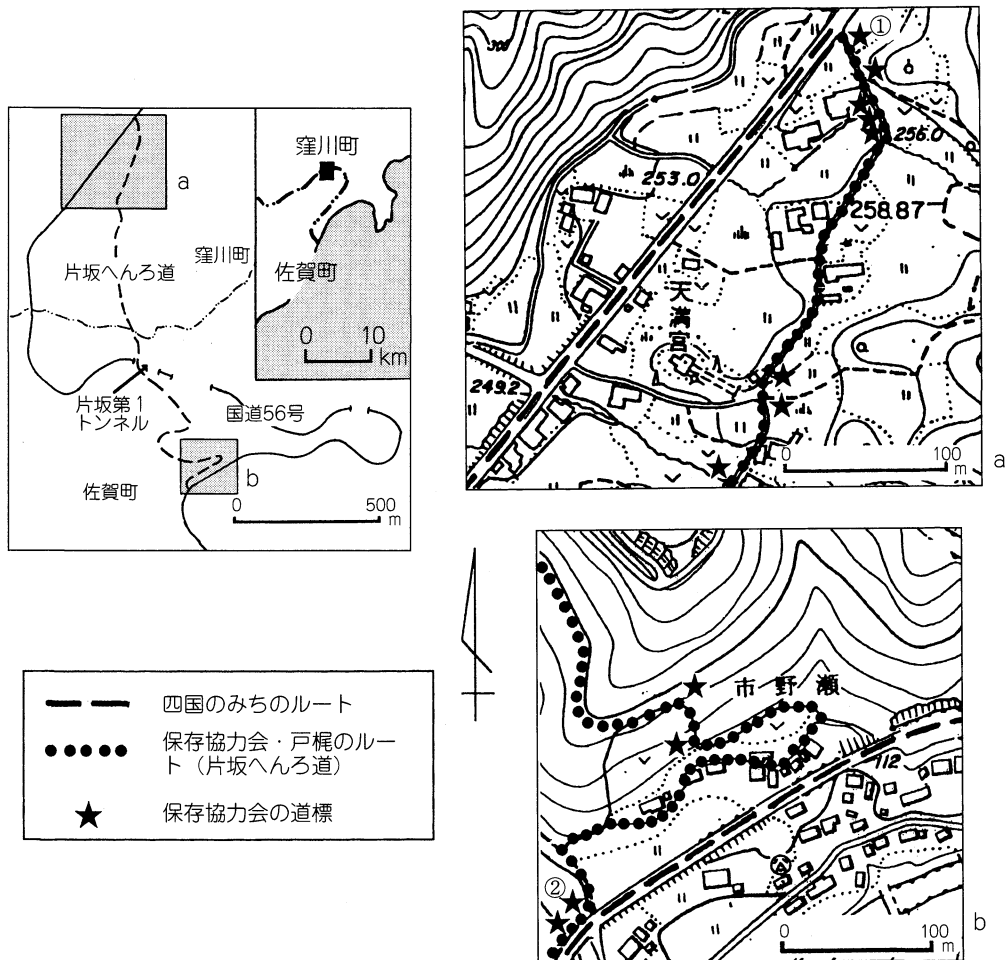 a
片坂へんろ道
窪川町
片坂第1
トンネル
国道56号
佐賀町
b
0 500
m
窪川町
佐賀町
0 10
km
①
253.0
256.0
258.87
天満宮
249.2
0 100
m
a
四国のみちのルート
保存協力会・戸梶のルー
ト（片坂へんろ道）
保存協力会の道標
市野瀬
112
②
0 100
m
b